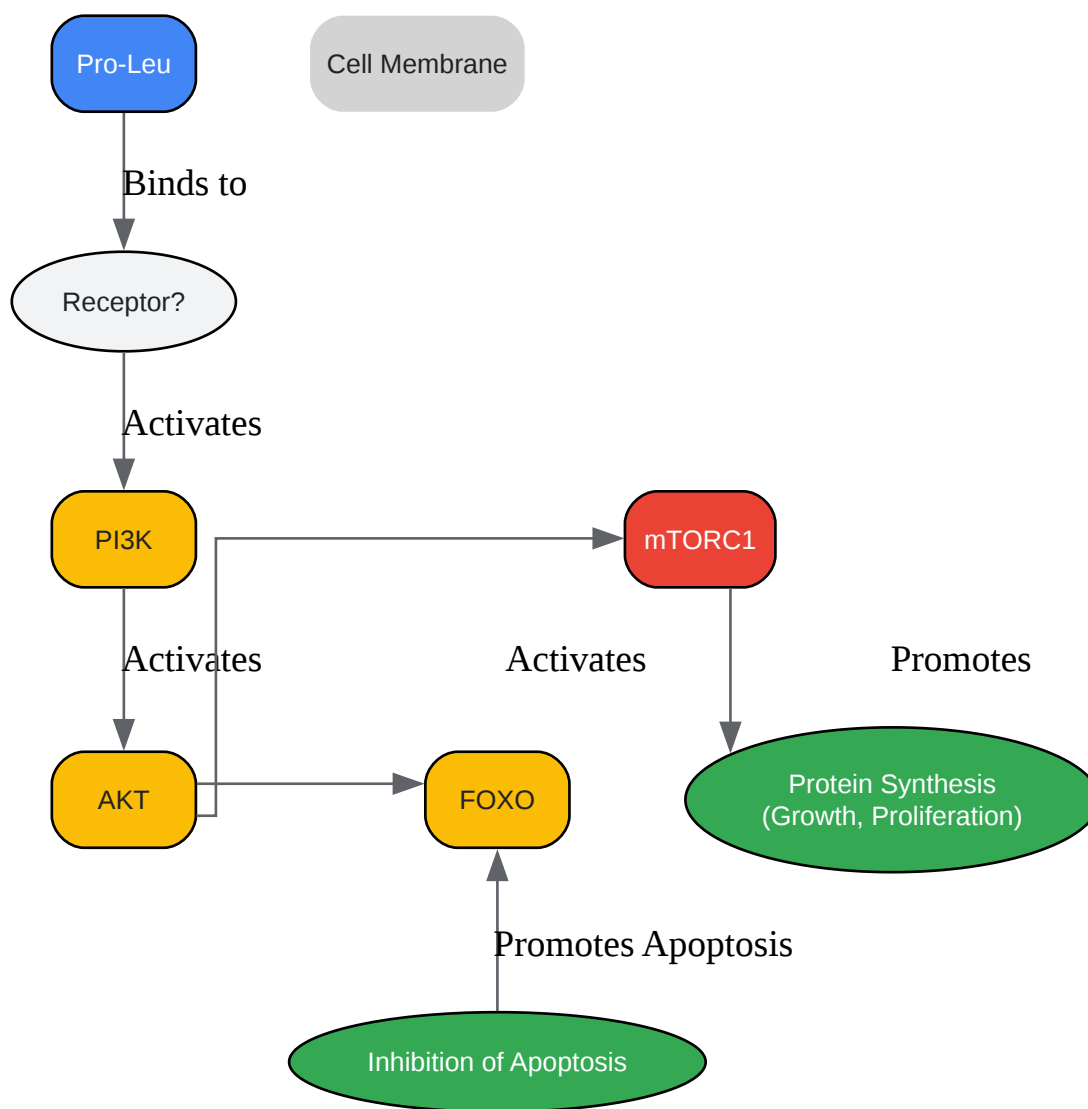 Pro-Leu
Cell Membrane
Binds to
Receptor?
Activates
PI3K
mTORC1
Activates
Activates
Promotes
AKT
FOXO
Protein Synthesis
(Growth, Proliferation)
Promotes Apoptosis
Inhibition of Apoptosis